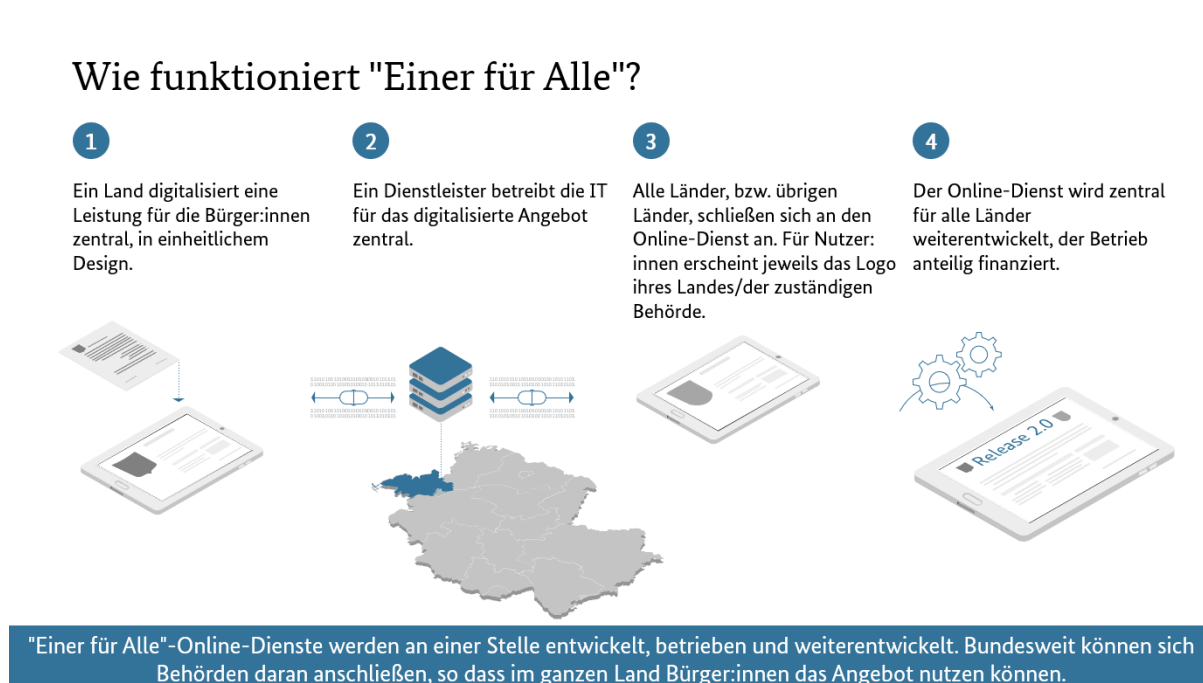 Wie funktioniert "Einer für Alle"?
1
Ein Land digitalisiert eine
Leistung für die Bürger:innen
zentral, in einheitlichem
Design.
2
Ein Dienstleister betreibt die IT
für das digitalisierte Angebot
zentral.
3
Alle Länder, bzw. übrigen
Länder, schließen sich an den
Online-Dienst an. Für Nutzer:
innen erscheint jeweils das Logo
ihres Landes/der zuständigen
Behörde.
4
Der Online-Dienst wird zentral
für alle Länder
weiterentwickelt, der Betrieb
anteilig finanziert.
Release 2.0
"Einer für Alle"-Online-Dienste werden an einer Stelle entwickelt, betrieben und weiterentwickelt. Bundesweit können sich
Behörden daran anschließen, so dass im ganzen Land Bürger:innen das Angebot nutzen können.